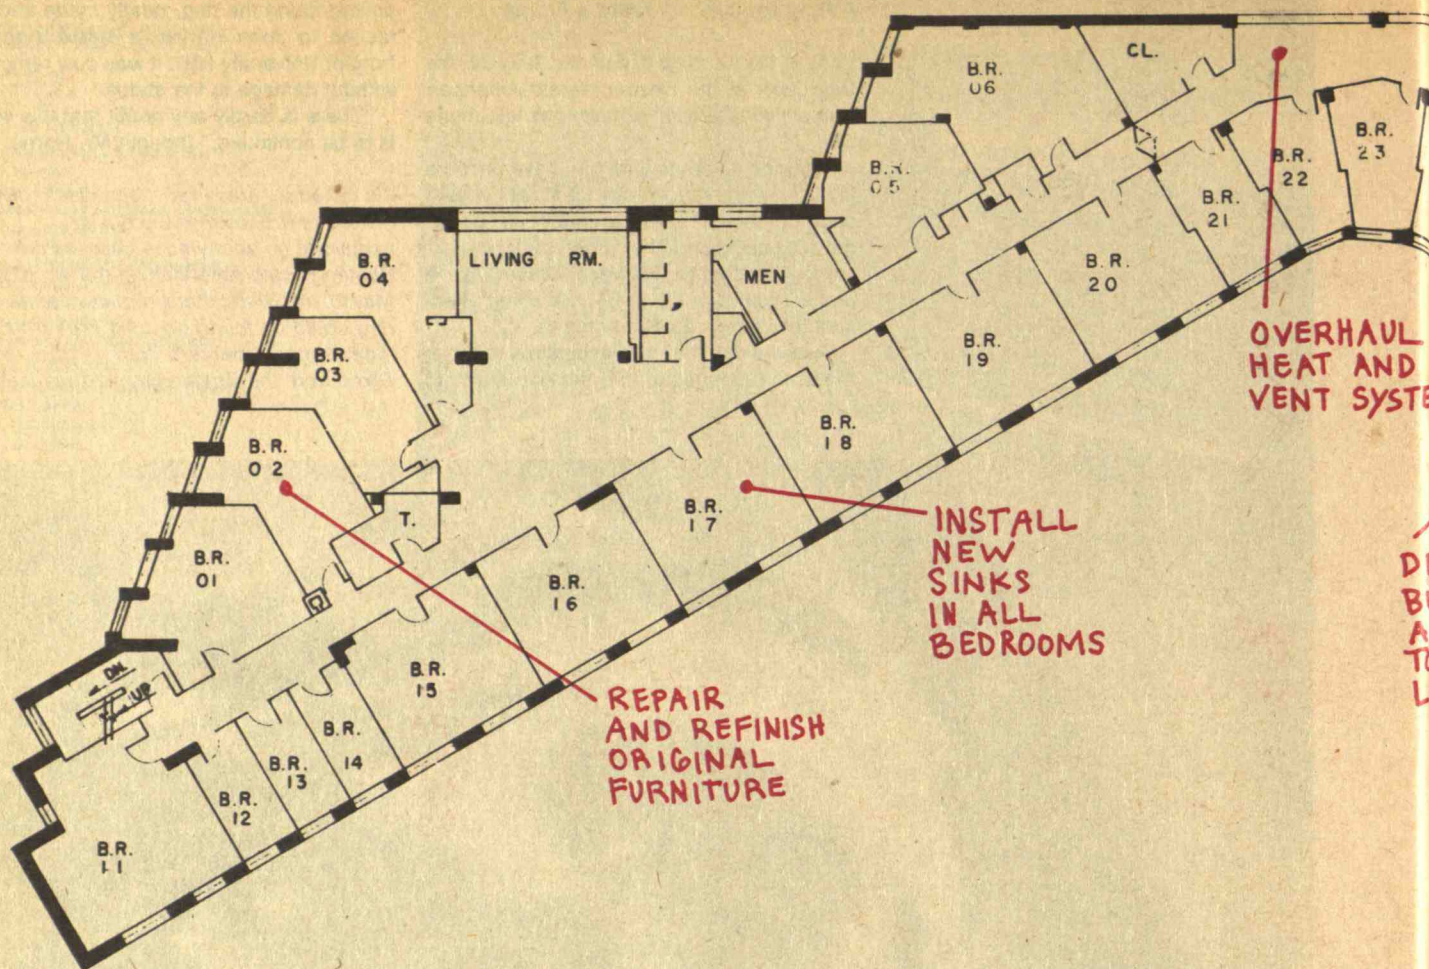 B.R.
06
CL.
B.R.
05
B.R.
23
B.R.
22
B.R.
21
B.R.
20
B.R.
19
B.R.
18
B.R.
17
B.R.
16
B.R.
15
B.R.
14
B.R.
13
B.R.
12
B.R.
11
B.R.
04
LIVING RM.
MEN
B.R.
03
B.R.
02
T.
B.R.
01
DN.
UP
OVERHAUL
HEAT AND
VENT
INSTALL
NEW
SINKS
IN ALL
BEDROOMS
REPAIR
AND REFINISH
ORIGINAL
FURNITURE